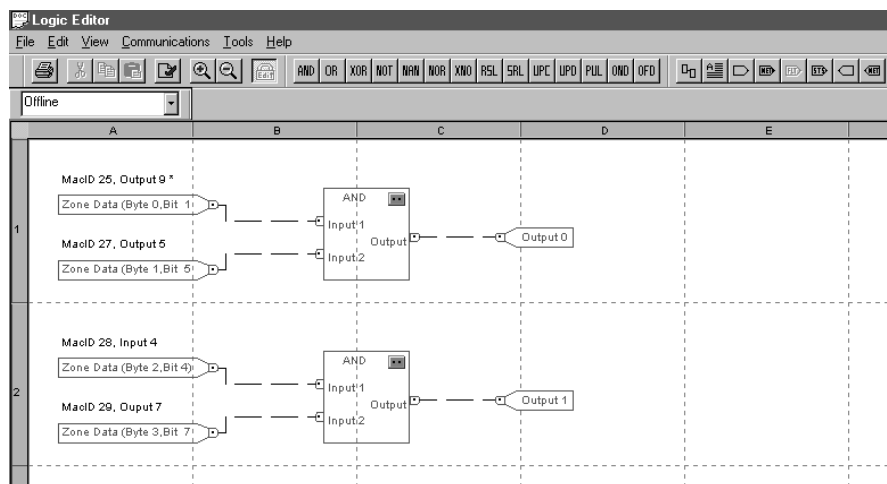 Logic Editor
File Edit View Communications Tools Help
Edit AND OR XOR NOT NAN NOR XNO RSL SRL UPC UPD PUL OND OFD
Offline
A B C D E
1
MacID 25, Output 9 *
Zone Data (Byte 0,Bit 1
AND
Input 1
Output
Output 0
MacID 27, Output 5
Input 2
Zone Data (Byte 1,Bit 5
2
MacID 28, Input 4
Zone Data (Byte 2,Bit 4)
AND
Input 1
Output
Output 1
MacID 29, Ouput 7
Input 2
Zone Data (Byte 3,Bit 7